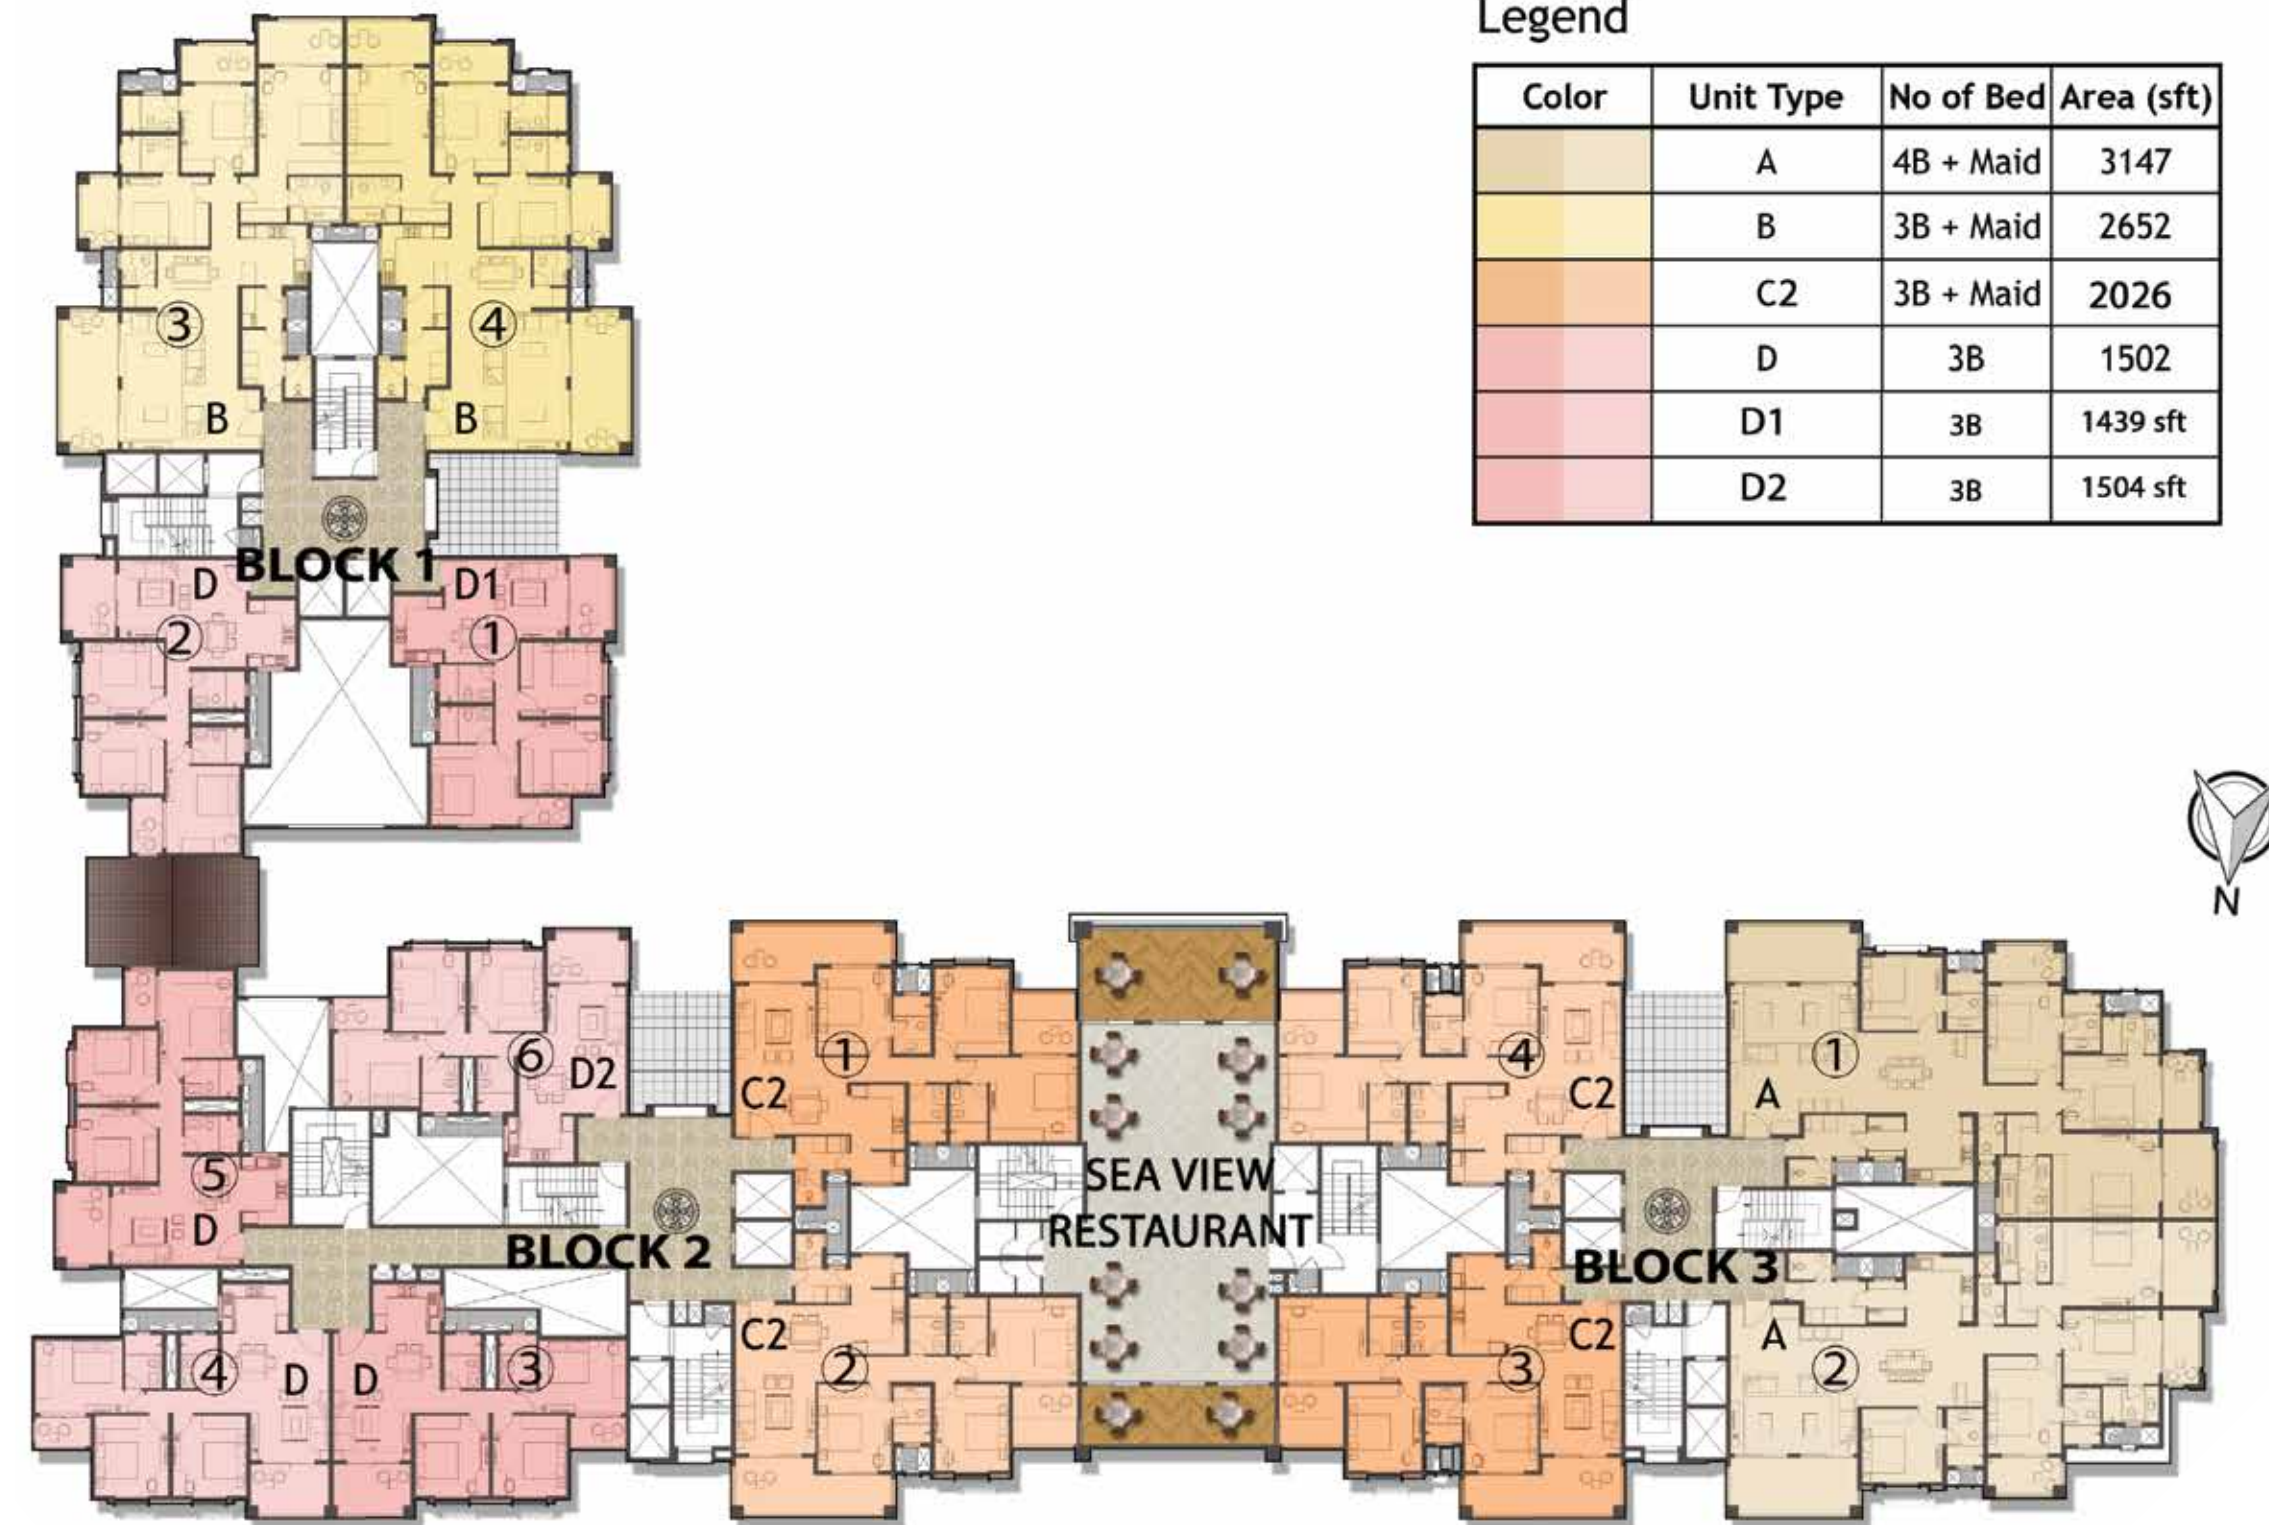 Legend
Color Unit Type No of Bed Area (sft)
A 4B + Maid 3147
B 3B + Maid 2652
C2 3B + Maid 2026
D 3B 1502
D1 3B 1439 sft
D2 3B 1504 sft
3 4
B B
BLOCK 1
D D1
2 1
N
6 D2
1 C2
4 C2
1 A
5 D
SEA VIEW
RESTAURANT
BLOCK 2
BLOCK 3
4 D D 3
C2 2
3 C2
A 2